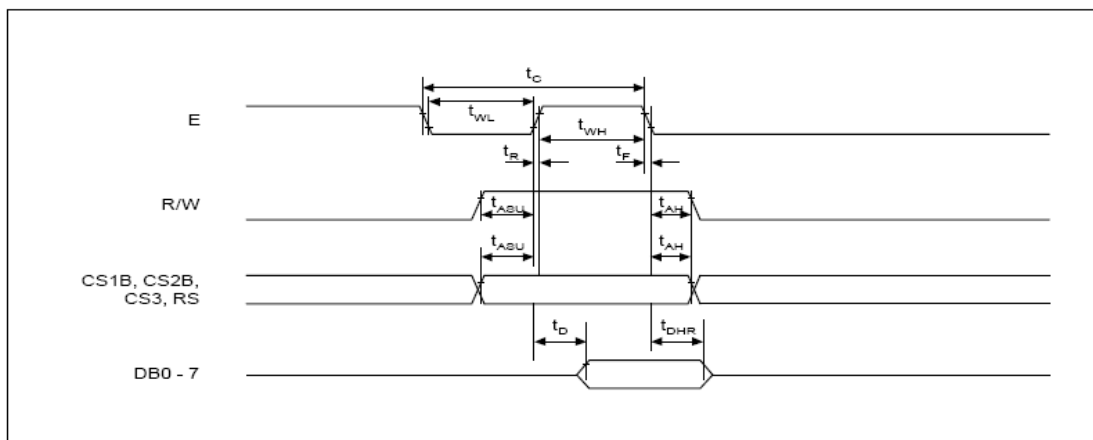 tC
tWL
E
tWH
tR
tF
R/W
tASU
tAH
tASU
tAH
CS1B, CS2B,
CS3, RS
tD
tDHR
DB0 - 7